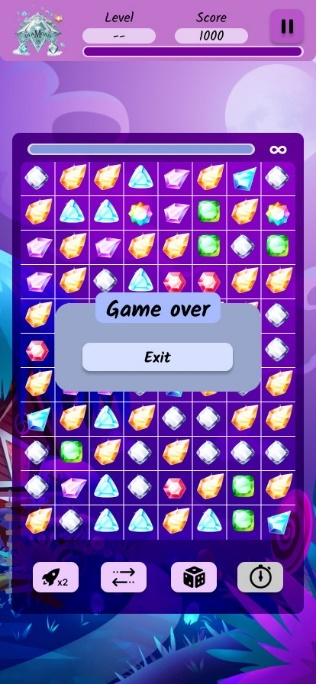 Level
Score
--
1000
∞
Game over
Exit
x2